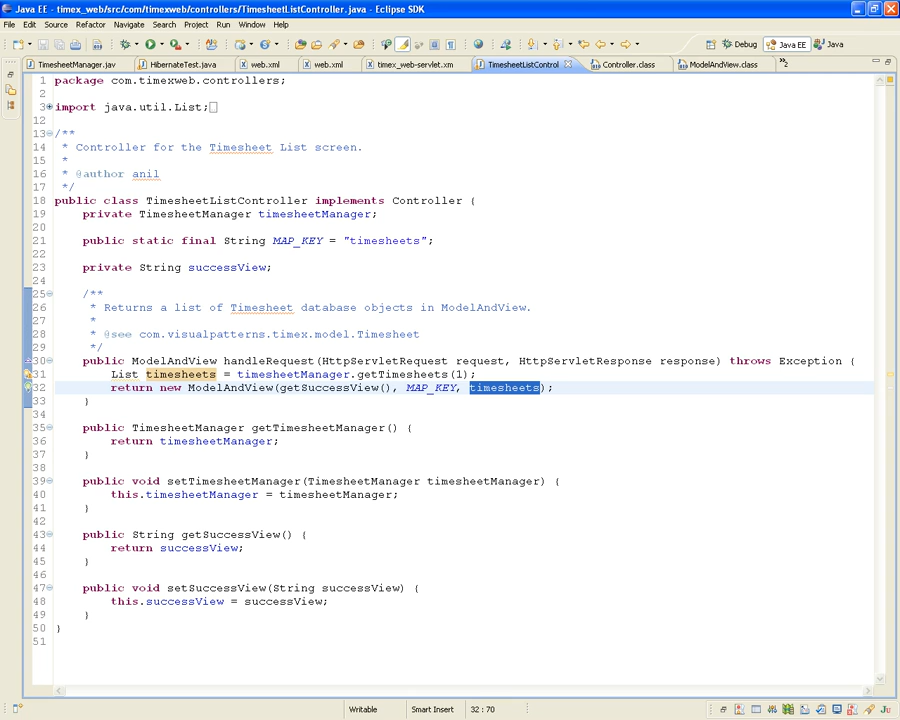 Java EE - timex_web/src/com/timexweb/controllers/TimesheetListController.java - Eclipse SDK
File Edit Source Refactor Navigate Search Project Run Window Help
Debug Java EE Java
TimesheetManager.jav HibernateTest.java web.xml web.xml timex_web-servlet.xm TimesheetListControl Controller.class ModelAndView.class »2
1 package com.timexweb.controllers;
2
3 import java.util.List;
12
13 /**
14 * Controller for the Timesheet List screen.
15 *
16 * @author anil
17 */
18 public class TimesheetListController implements Controller {
19 private TimesheetManager timesheetManager;
20
21 public static final String MAP_KEY = "timesheets";
22
23 private String successView;
24
25 /**
26 * Returns a list of Timesheet database objects in ModelAndView.
27 *
28 * @see com.visualpatterns.timex.model.Timesheet
29 */
30 public ModelAndView handleRequest(HttpServletRequest request, HttpServletResponse response) throws Exception {
31 List timesheets = timesheetManager.getTimesheets(1);
32 return new ModelAndView(getSuccessView(), MAP_KEY, timesheets);
33 }
34
35 public TimesheetManager getTimesheetManager() {
36 return timesheetManager;
37 }
38
39 public void setTimesheetManager(TimesheetManager timesheetManager) {
40 this.timesheetManager = timesheetManager;
41 }
42
43 public String getSuccessView() {
44 return successView;
45 }
46
47 public void setSuccessView(String successView) {
48 this.successView = successView;
49 }
50 }
51
Writable Smart Insert 32 : 70 Ju